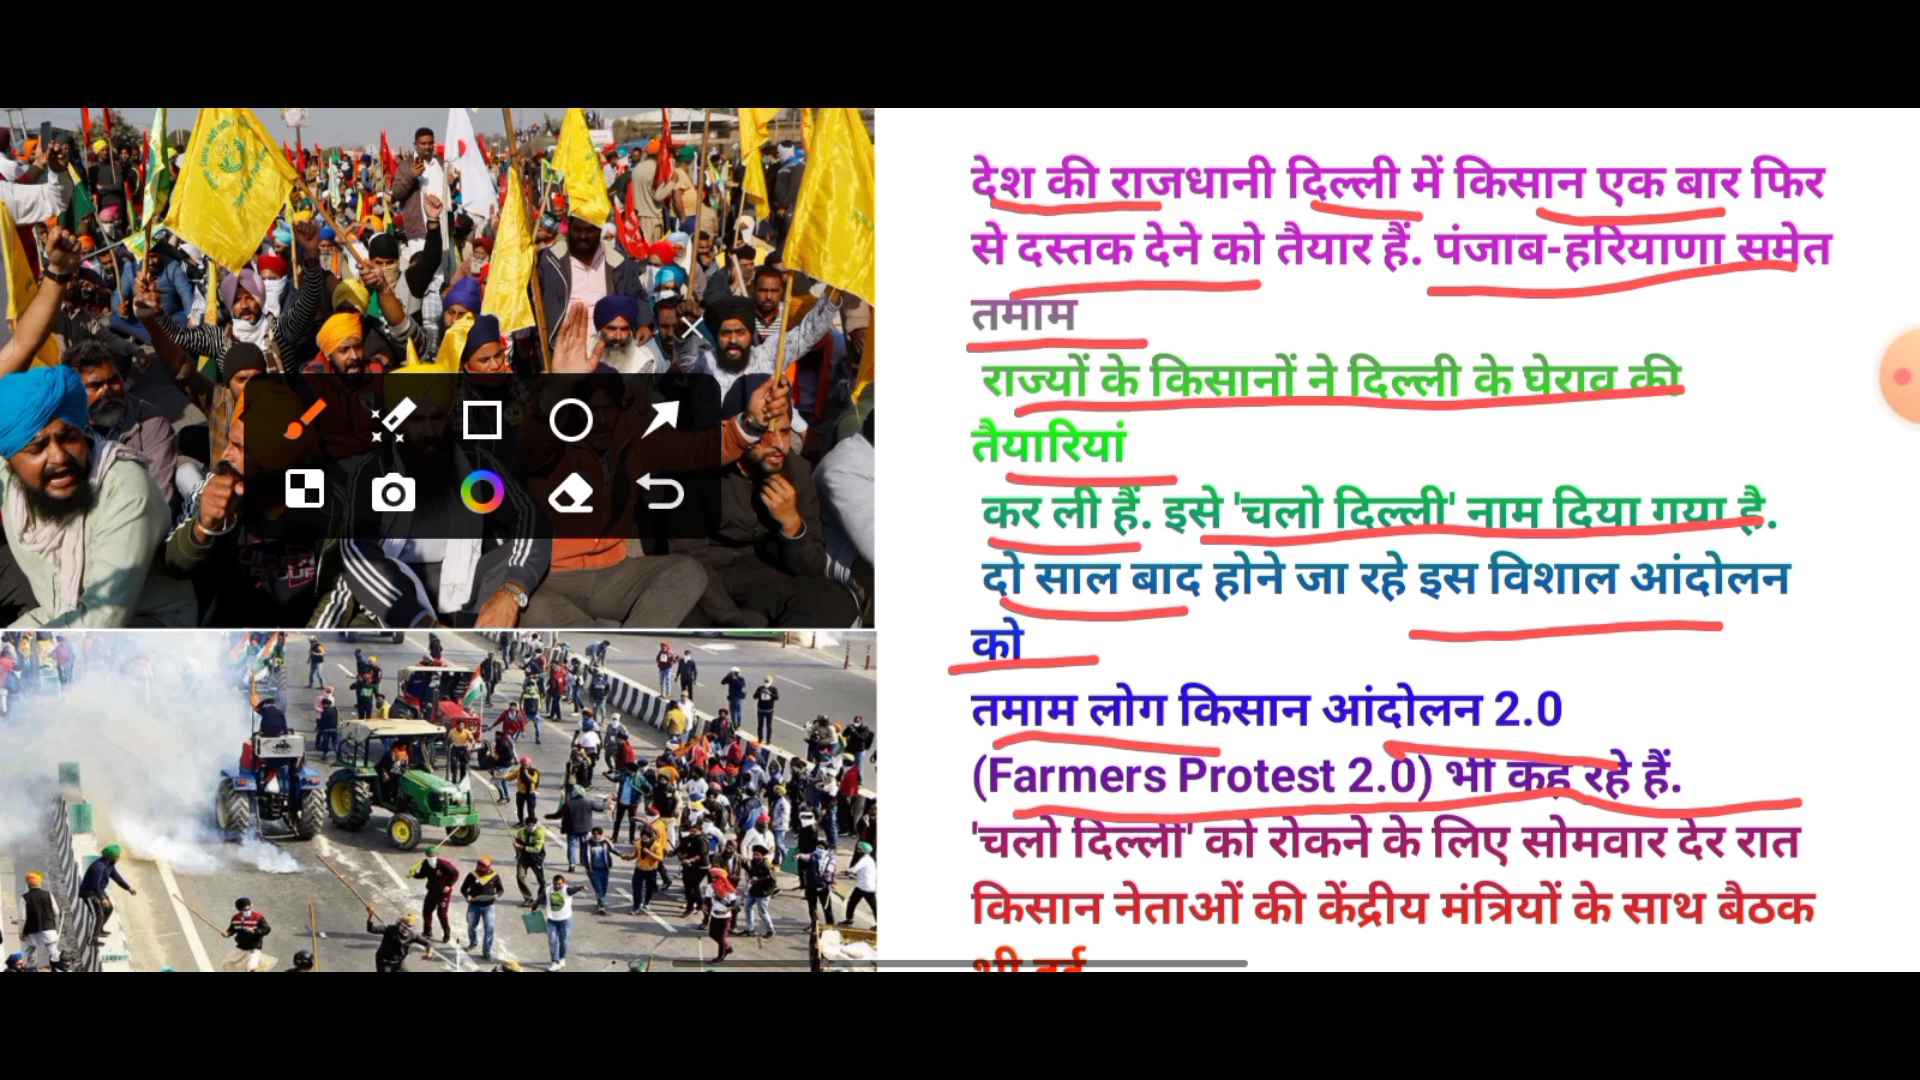 देश की राजधानी दिल्ली में किसान एक बार फिर
से दस्तक देने को तैयार हैं. पंजाब-हरियाणा समेत
तमाम
राज्यों के किसानों ने दिल्ली के घेराव की
तैयारियां
कर ली हैं. इसे 'चलो दिल्ली' नाम दिया गया है.
दो साल बाद होने जा रहे इस विशाल आंदोलन
को
तमाम लोग किसान आंदोलन 2.0
(Farmers Protest 2.0) भी कह रहे हैं.
'चलो दिल्ली' को रोकने के लिए सोमवार देर रात
किसान नेताओं की केंद्रीय मंत्रियों के साथ बैठक